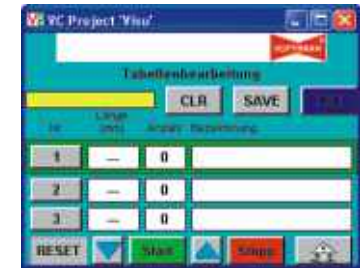 VC Project 'Visu'
HOFFMANN
Tabellenbearbeitung
CLR SAVE
Nr Länge (mm) Anzahl Bezeichnung
1 --- 0
2 --- 0
3 --- 0
RESET Start Stopp